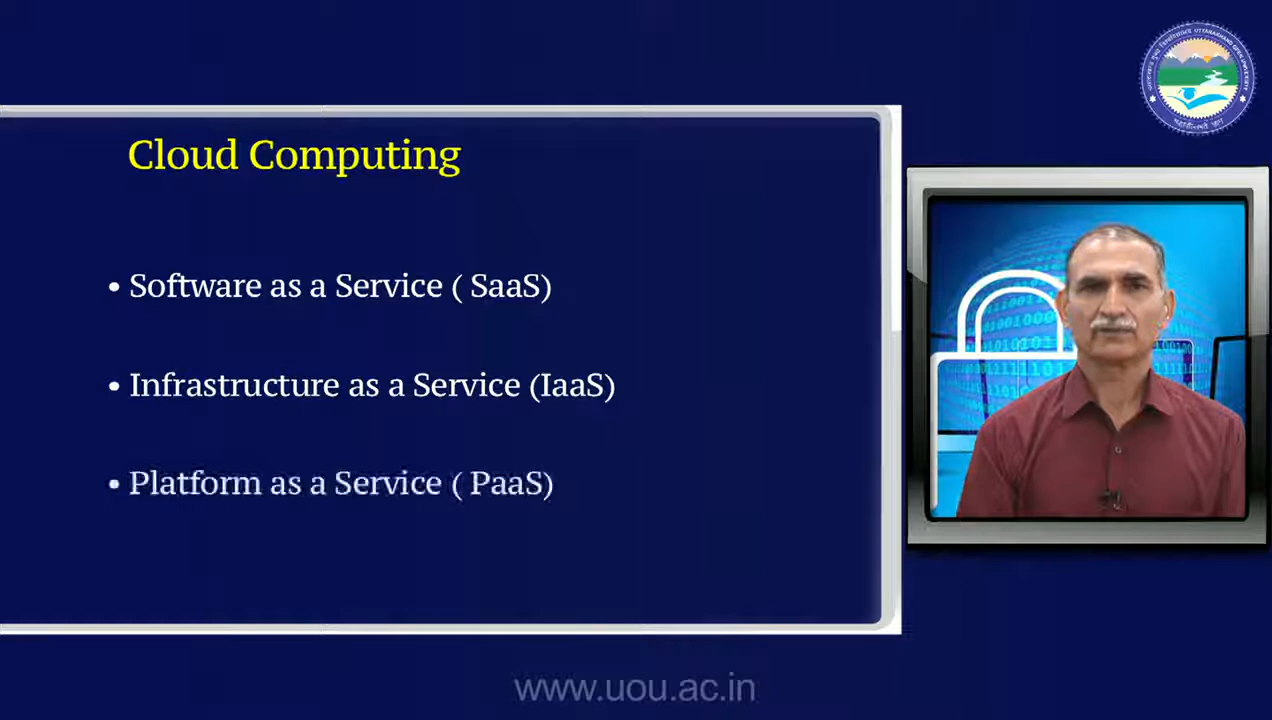 Cloud Computing
• Software as a Service ( SaaS)
• Infrastructure as a Service (IaaS)
• Platform as a Service ( PaaS)
www.uou.ac.in